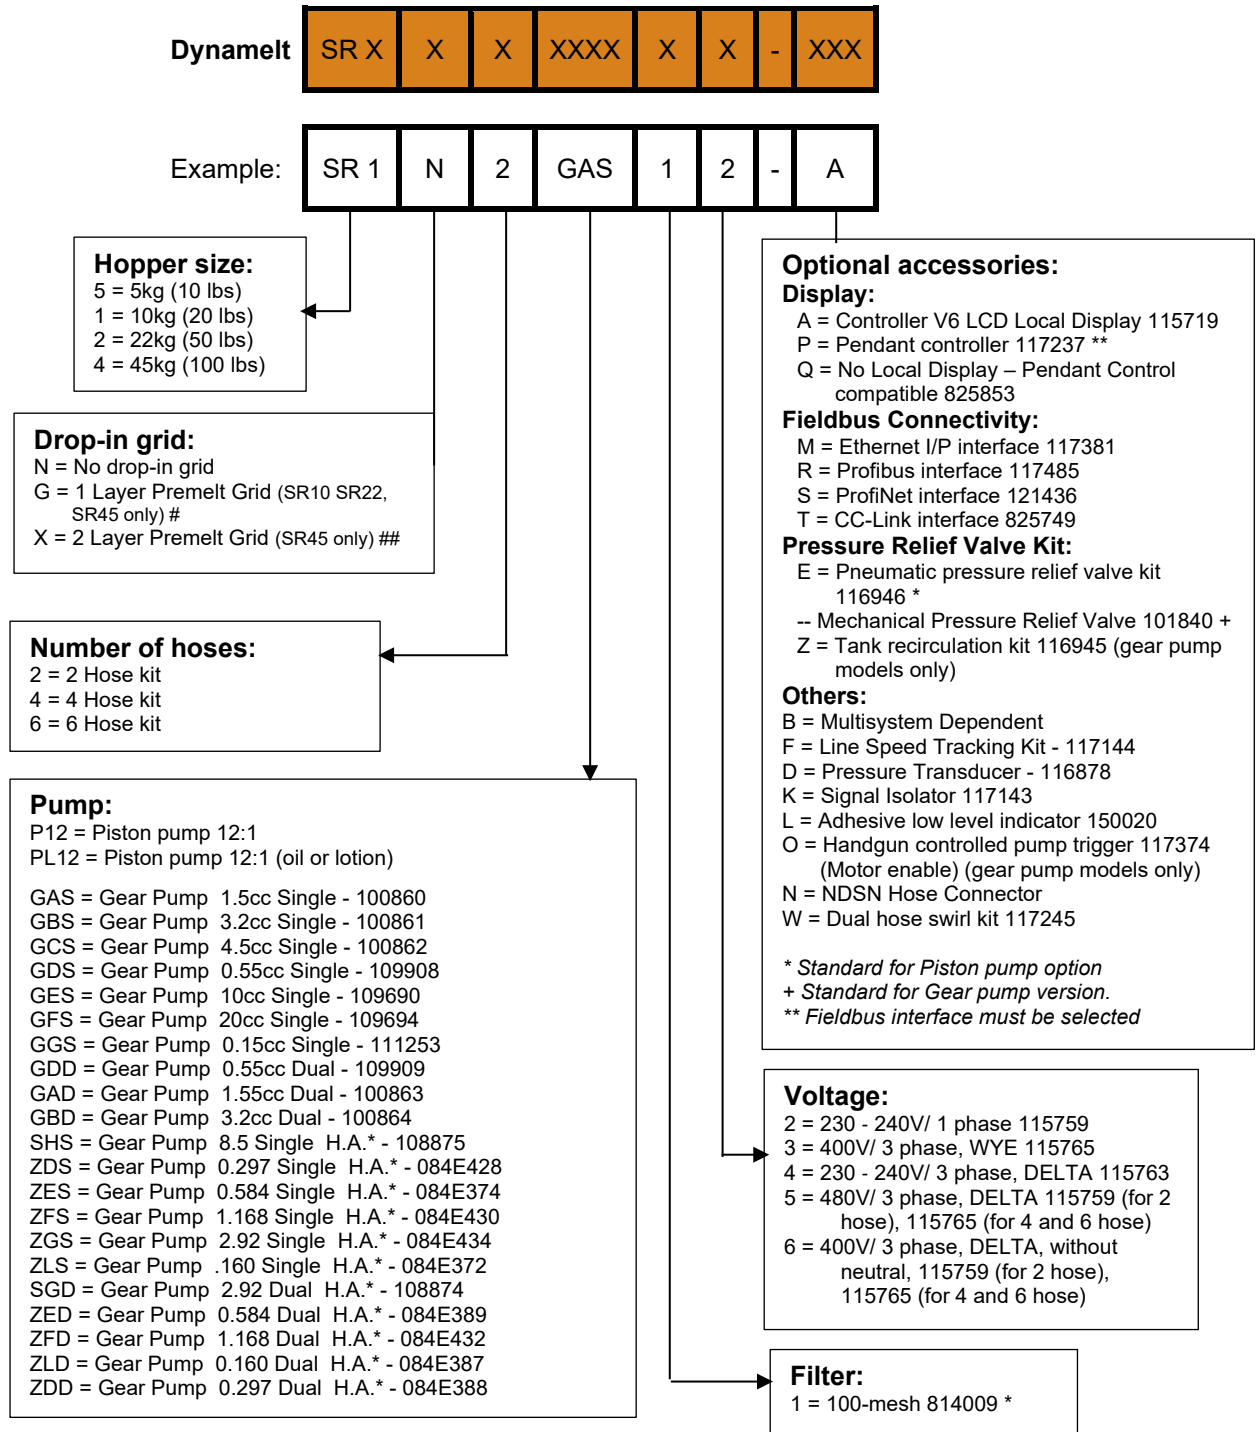 Dynamelt SR X X X XXXX X X - XXX
Example: SR 1 N 2 GAS 1 2 - A
Hopper size:
5 = 5kg (10 lbs)
1 = 10kg (20 lbs)
2 = 22kg (50 lbs)
4 = 45kg (100 lbs)
Drop-in grid:
N = No drop-in grid
G = 1 Layer Premelt Grid (SR10 SR22,
SR45 only) #
X = 2 Layer Premelt Grid (SR45 only) ##
Number of hoses:
2 = 2 Hose kit
4 = 4 Hose kit
6 = 6 Hose kit
Pump:
P12 = Piston pump 12:1
PL12 = Piston pump 12:1 (oil or lotion)
GAS = Gear Pump 1.5cc Single - 100860
GBS = Gear Pump 3.2cc Single - 100861
GCS = Gear Pump 4.5cc Single - 100862
GDS = Gear Pump 0.55cc Single - 109908
GES = Gear Pump 10cc Single - 109690
GFS = Gear Pump 20cc Single - 109694
GGS = Gear Pump 0.15cc Single - 111253
GDD = Gear Pump 0.55cc Dual - 109909
GAD = Gear Pump 1.55cc Dual - 100863
GBD = Gear Pump 3.2cc Dual - 100864
SHS = Gear Pump 8.5 Single H.A.* - 108875
ZDS = Gear Pump 0.297 Single H.A.* - 084E428
ZES = Gear Pump 0.584 Single H.A.* - 084E374
ZFS = Gear Pump 1.168 Single H.A.* - 084E430
ZGS = Gear Pump 2.92 Single H.A.* - 084E434
ZLS = Gear Pump .160 Single H.A.* - 084E372
SGD = Gear Pump 2.92 Dual H.A.* - 108874
ZED = Gear Pump 0.584 Dual H.A.* - 084E389
ZFD = Gear Pump 1.168 Dual H.A.* - 084E432
ZLD = Gear Pump 0.160 Dual H.A.* - 084E387
ZDD = Gear Pump 0.297 Dual H.A.* - 084E388
Optional accessories:
Display:
A = Controller V6 LCD Local Display 115719
P = Pendant controller 117237 **
Q = No Local Display – Pendant Control
compatible 825853
Fieldbus Connectivity:
M = Ethernet I/P interface 117381
R = Profibus interface 117485
S = ProfiNet interface 121436
T = CC-Link interface 825749
Pressure Relief Valve Kit:
E = Pneumatic pressure relief valve kit
116946 *
-- Mechanical Pressure Relief Valve 101840 +
Z = Tank recirculation kit 116945 (gear pump
models only)
Others:
B = Multisystem Dependent
F = Line Speed Tracking Kit - 117144
D = Pressure Transducer - 116878
K = Signal Isolator 117143
L = Adhesive low level indicator 150020
O = Handgun controlled pump trigger 117374
(Motor enable) (gear pump models only)
N = NDSN Hose Connector
W = Dual hose swirl kit 117245
* Standard for Piston pump option
+ Standard for Gear pump version.
** Fieldbus interface must be selected
Voltage:
2 = 230 - 240V/ 1 phase 115759
3 = 400V/ 3 phase, WYE 115765
4 = 230 - 240V/ 3 phase, DELTA 115763
5 = 480V/ 3 phase, DELTA 115759 (for 2
hose), 115765 (for 4 and 6 hose)
6 = 400V/ 3 phase, DELTA, without
neutral, 115759 (for 2 hose),
115765 (for 4 and 6 hose)
Filter:
1 = 100-mesh 814009 *